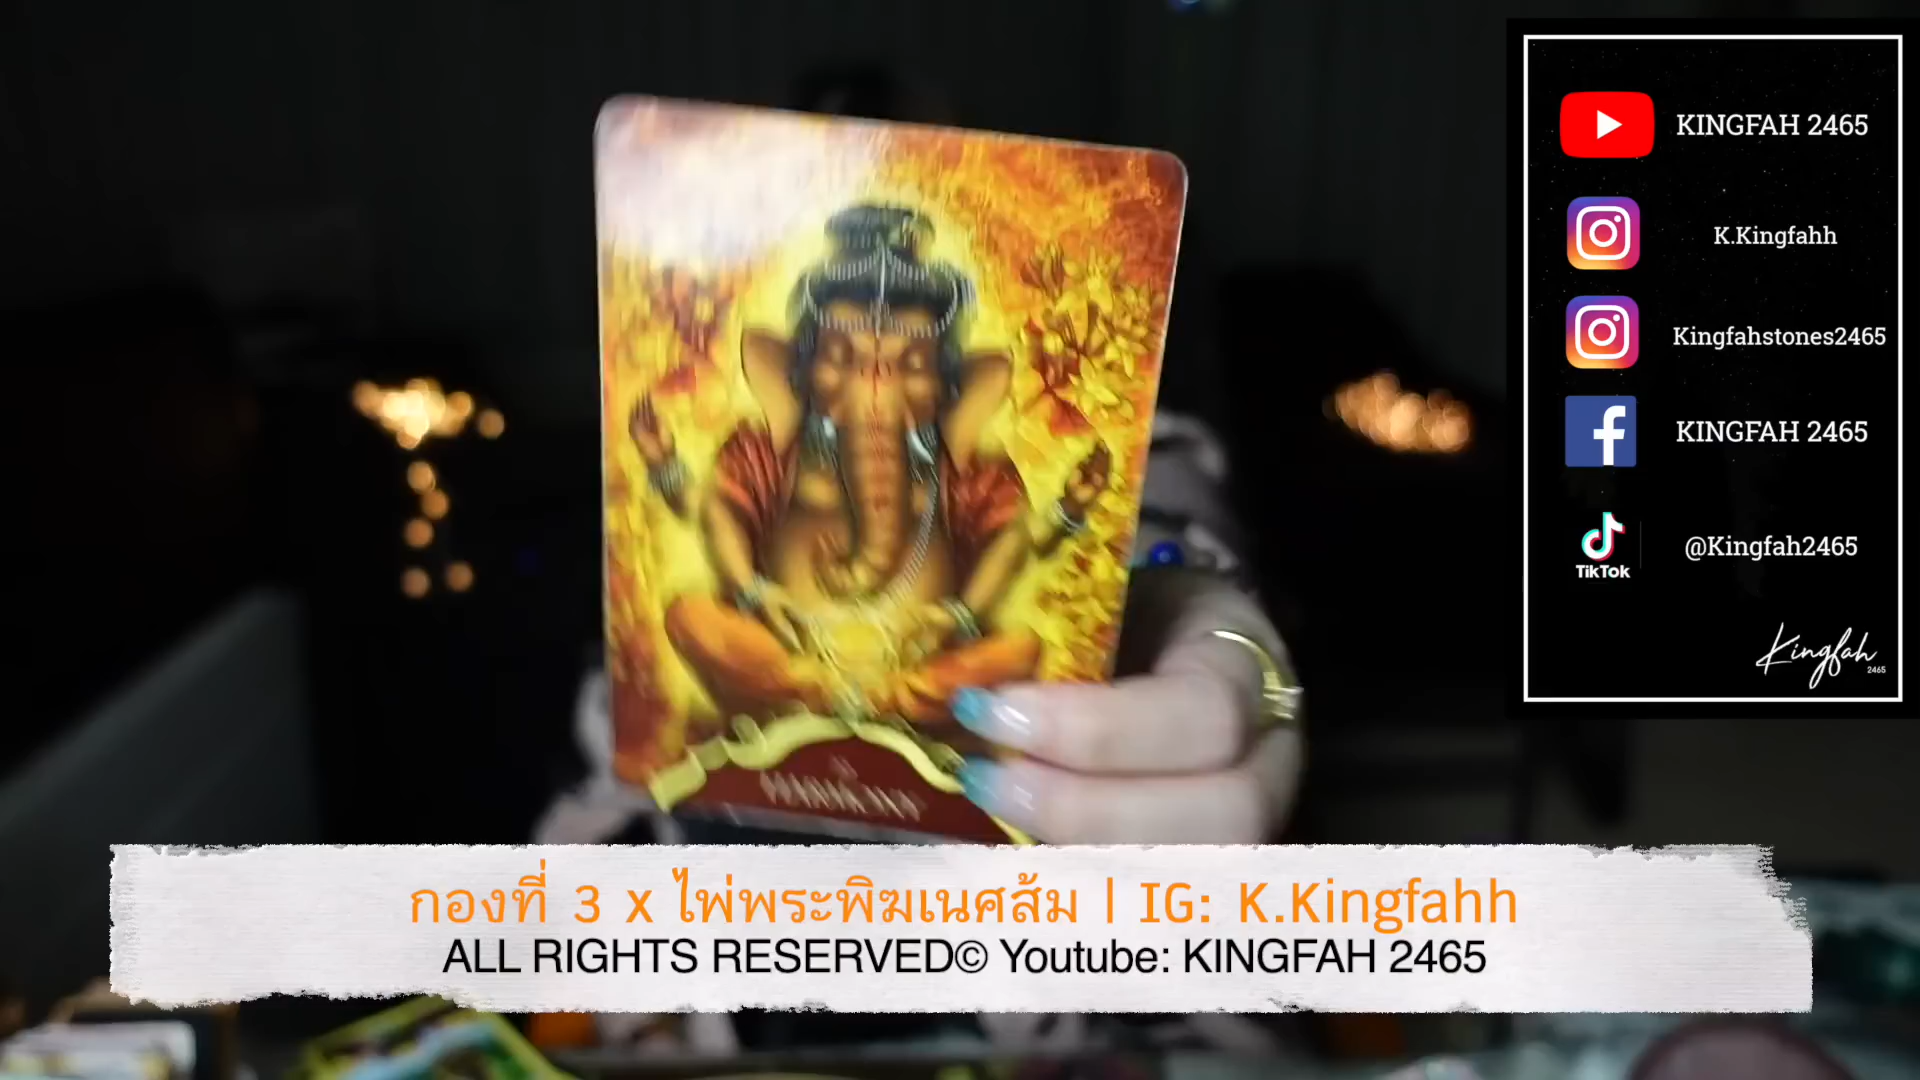 KINGFAH 2465
K.Kingfahh
Kingfahstones2465
KINGFAH 2465
TikTok
@Kingfah2465
Kingfah
2465
กองที่ 3 x ไพ่พระพิฆเนศส้ม | IG: K.Kingfahh
ALL RIGHTS RESERVED© Youtube: KINGFAH 2465